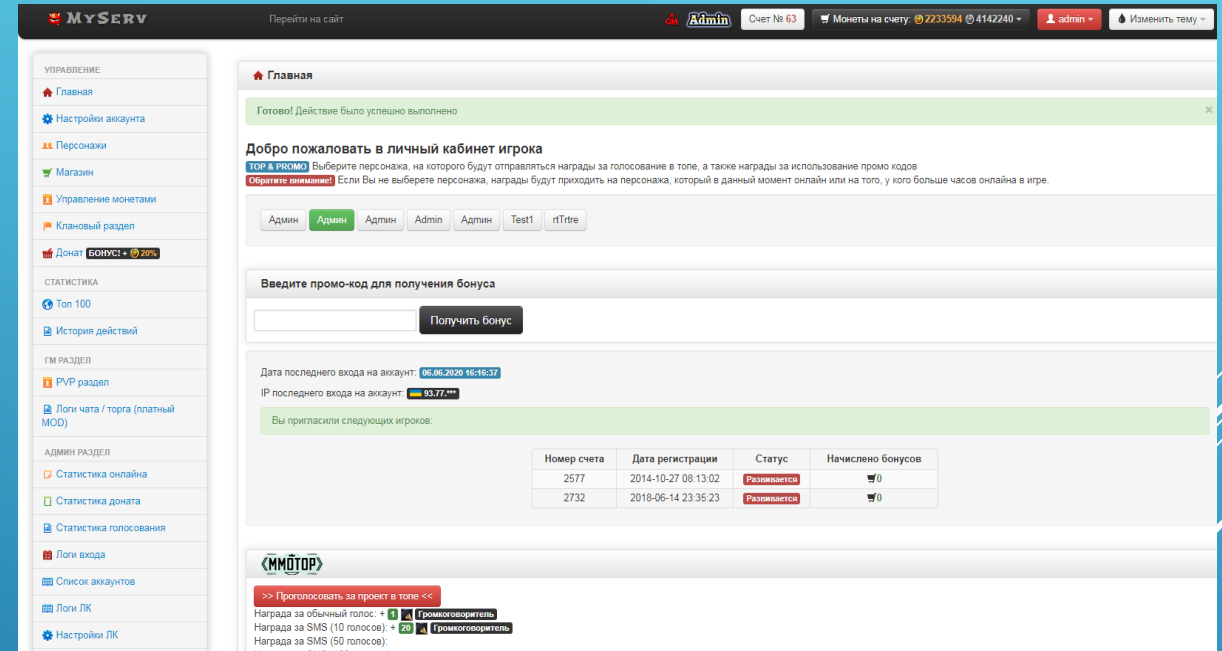 MyServ
Перейти на сайт
GM
Admin
Счет № 63
Монеты на счету: 2233594 4142240
admin
Изменить тему
УПРАВЛЕНИЕ
Главная
Настройки аккаунта
Персонажи
Магазин
Управление монетами
Клановый раздел
Донат БОНУС! + 20%
СТАТИСТИКА
Топ 100
История действий
ГМ РАЗДЕЛ
PVP раздел
Логи чата / торга (платный
MOD)
АДМИН РАЗДЕЛ
Статистика онлайна
Статистика доната
Статистика голосования
Логи входа
Список аккаунтов
Логи ЛК
Настройки ЛК
Главная
Готово! Действие было успешно выполнено ×
Добро пожаловать в личный кабинет игрока
TOP & PROMO Выберите персонажа, на которого будут отправляться награды за голосование в топе, а также награды за использование промо кодов
Обратите внимание! Если Вы не выберете персонажа, награды будут приходить на персонажа, который в данный момент онлайн или на того, у кого больше часов онлайна в игре.
Админ Админ Адmин Admin Админ Test1 rtTrtre
Введите промо-код для получения бонуса
Получить бонус
Дата последнего входа на аккаунт: 06.06.2020 16:16:37
IP последнего входа на аккаунт: 93.77.***
Вы пригласили следующих игроков:
Номер счета Дата регистрации Статус Начислено бонусов
2577 2014-10-27 08:13:02 Развивается 0
2732 2018-06-14 23:35:23 Развивается 0
ММОТОР
>> Проголосовать за проект в топе <<
Награда за обычный голос: + 1 Громкоговоритель
Награда за SMS (10 голосов): + 20 Громкоговоритель
Награда за SMS (50 голосов):